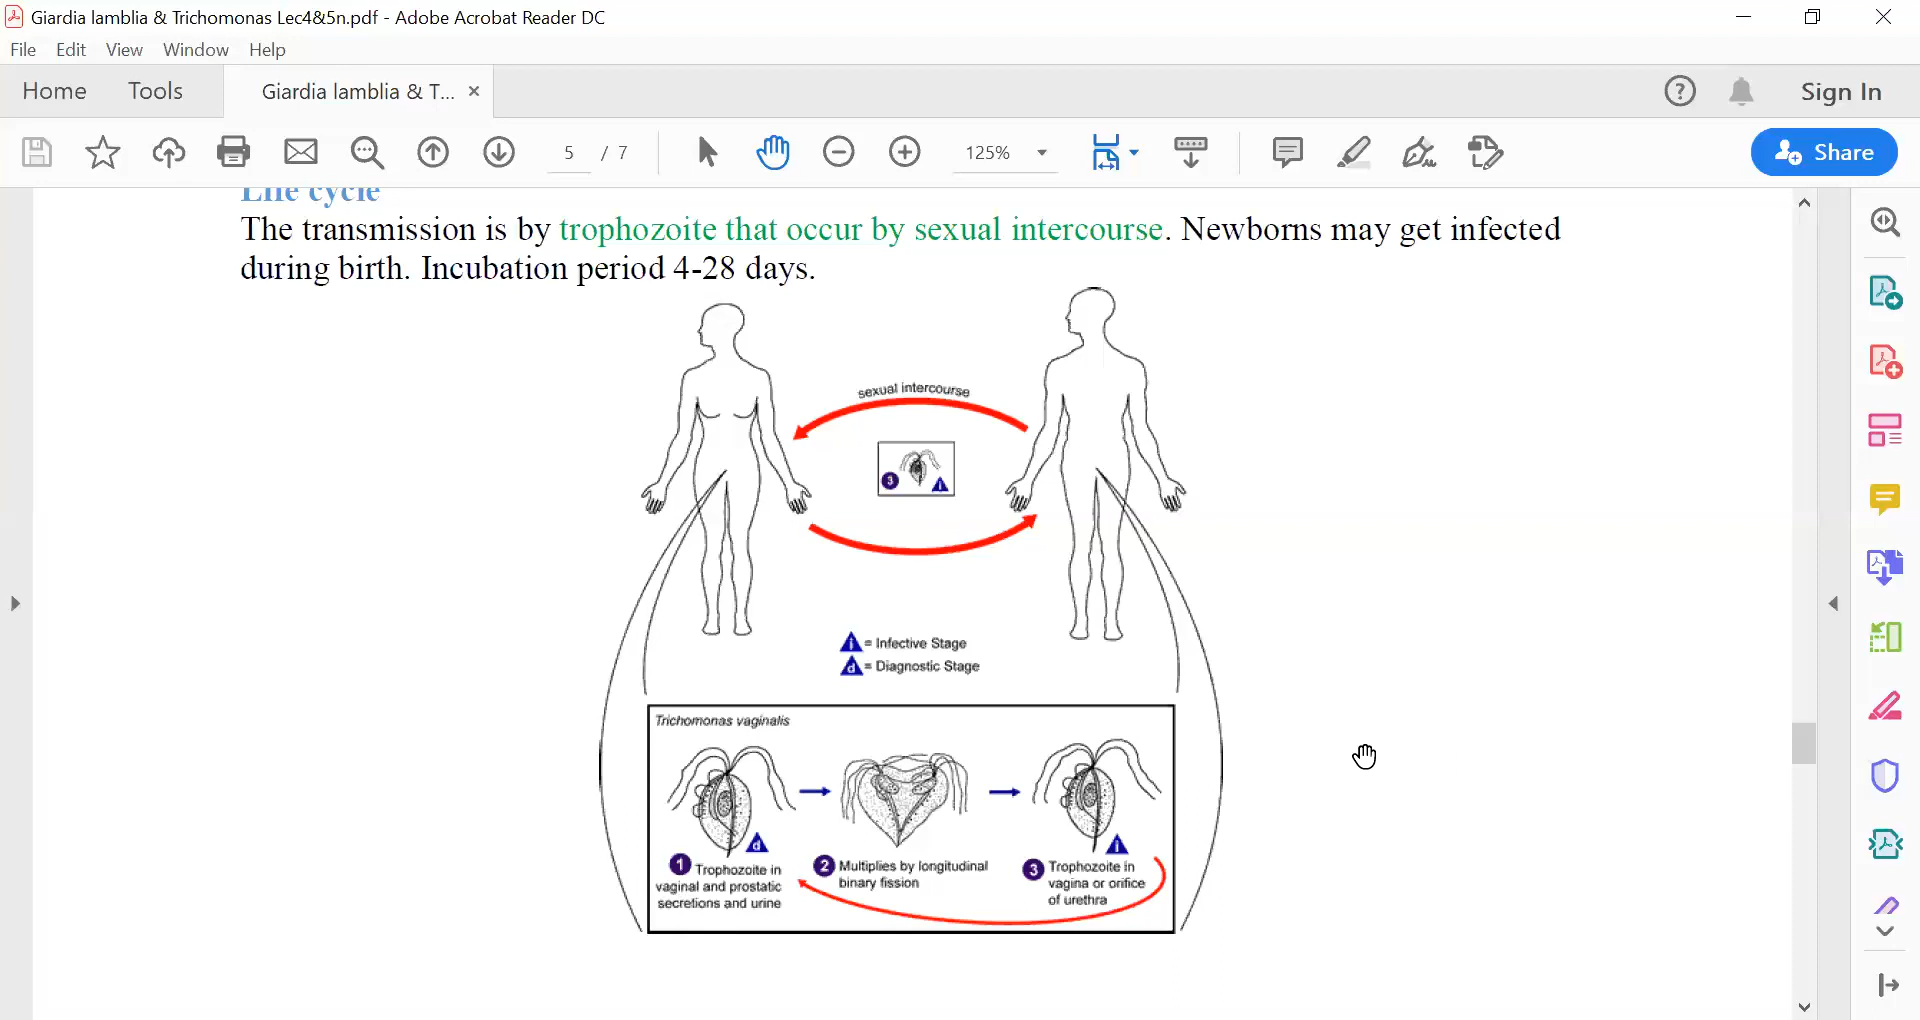 Giardia lamblia & Trichomonas Lec4&5n.pdf - Adobe Acrobat Reader DC
File Edit View Window Help
Home Tools Giardia lamblia & T... × Sign In
5 / 7 125% Share
Life cycle
The transmission is by trophozoite that occur by sexual intercourse. Newborns may get infected
during birth. Incubation period 4-28 days.
sexual intercourse
3 i
i = Infective Stage
d = Diagnostic Stage
Trichomonas vaginalis
d
i
1 Trophozoite in
vaginal and prostatic
secretions and urine
2 Multiplies by longitudinal
binary fission
3 Trophozoite in
vagina or orifice
of urethra